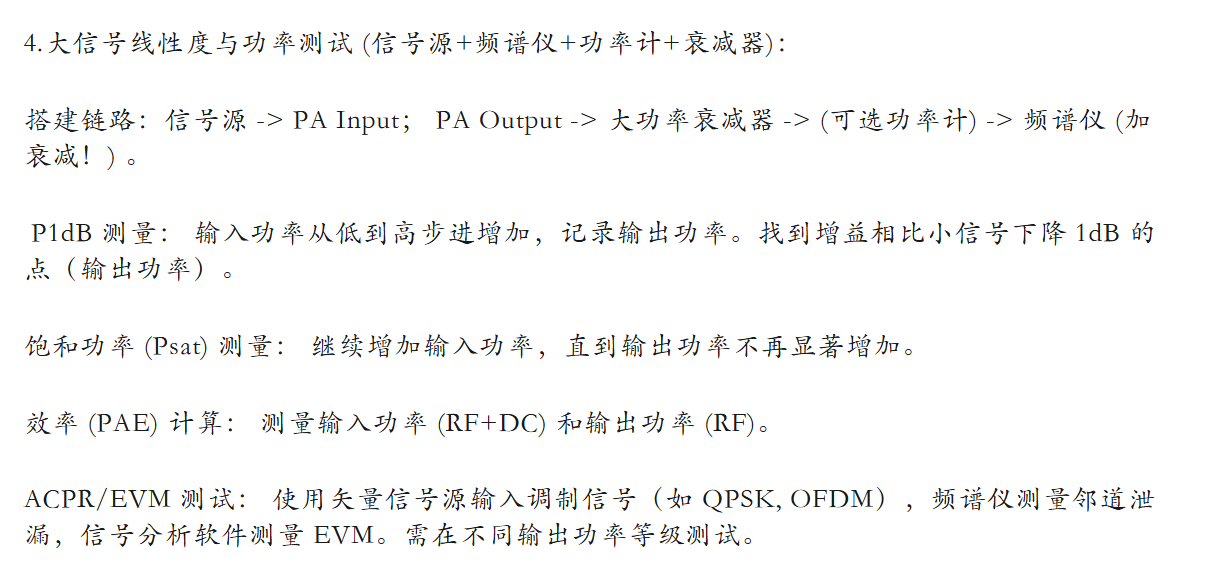 4.大信号线性度与功率测试 (信号源+频谱仪+功率计+衰减器)：
搭建链路：信号源 -> PA Input； PA Output -> 大功率衰减器 -> (可选功率计) -> 频谱仪 (加
衰减！) 。
P1dB 测量： 输入功率从低到高步进增加，记录输出功率。找到增益相比小信号下降 1dB 的
点（输出功率）。
饱和功率 (Psat) 测量： 继续增加输入功率，直到输出功率不再显著增加。
效率 (PAE) 计算： 测量输入功率 (RF+DC) 和输出功率 (RF)。
ACPR/EVM 测试： 使用矢量信号源输入调制信号（如 QPSK, OFDM），频谱仪测量邻道泄
漏，信号分析软件测量 EVM。需在不同输出功率等级测试。